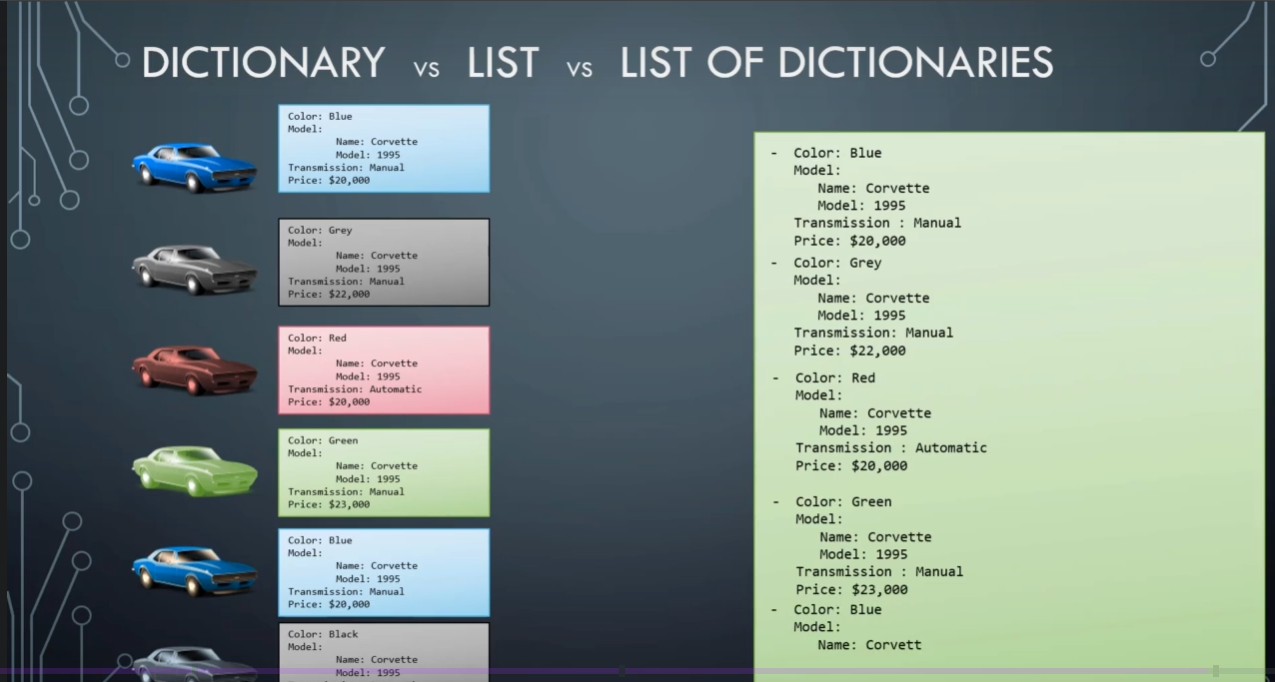 DICTIONARY vs LIST vs LIST OF DICTIONARIES
Color: Blue
Model:
Name: Corvette
Model: 1995
Transmission: Manual
Price: $20,000
Color: Grey
Model:
Name: Corvette
Model: 1995
Transmission: Manual
Price: $22,000
Color: Red
Model:
Name: Corvette
Model: 1995
Transmission: Automatic
Price: $20,000
Color: Green
Model:
Name: Corvette
Model: 1995
Transmission: Manual
Price: $23,000
Color: Blue
Model:
Name: Corvette
Model: 1995
Transmission: Manual
Price: $20,000
Color: Black
Model:
Name: Corvette
Model: 1995
- Color: Blue
Model:
Name: Corvette
Model: 1995
Transmission : Manual
Price: $20,000
- Color: Grey
Model:
Name: Corvette
Model: 1995
Transmission: Manual
Price: $22,000
- Color: Red
Model:
Name: Corvette
Model: 1995
Transmission : Automatic
Price: $20,000
- Color: Green
Model:
Name: Corvette
Model: 1995
Transmission : Manual
Price: $23,000
- Color: Blue
Model:
Name: Corvett